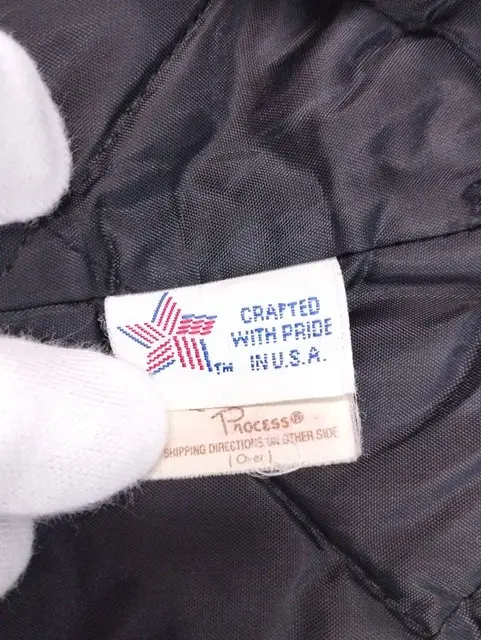 CRAFTED
WITH PRIDE
IN U.S.A.
TM
Process®
SHIPPING DIRECTIONS ON OTHER SIDE
(Over)